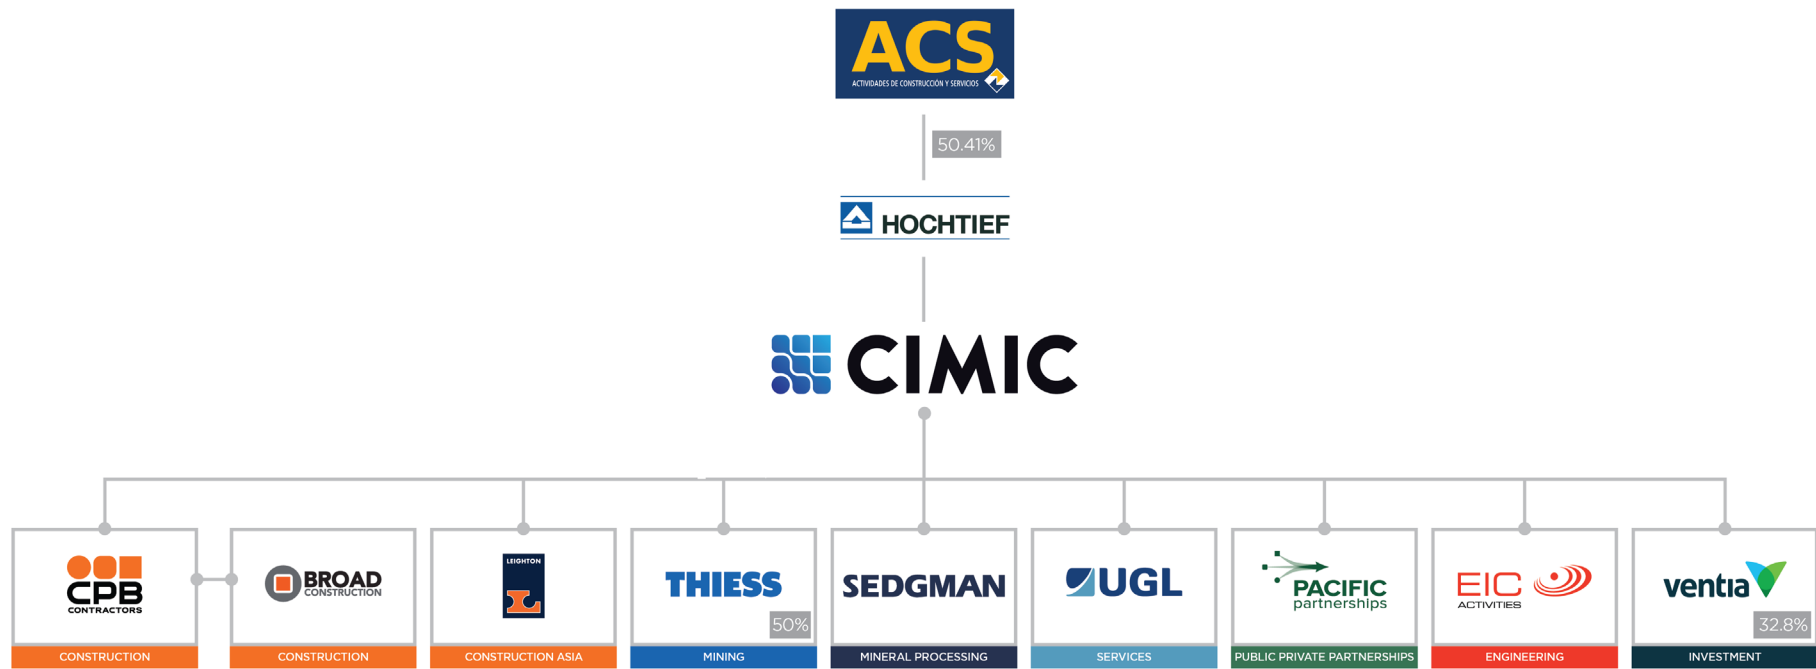 ACS
ACTIVIDADES DE CONSTRUCCIÓN Y SERVICIOS
50.41%
HOCHTIEF
CIMIC
CPB
CONTRACTORS
CONSTRUCTION
BROAD
CONSTRUCTION
CONSTRUCTION
LEIGHTON
L
CONSTRUCTION ASIA
THIESS
50%
MINING
SEDGMAN
MINERAL PROCESSING
UGL
SERVICES
PACIFIC
partnerships
PUBLIC PRIVATE PARTNERSHIPS
EIC
ACTIVITIES
ENGINEERING
ventia
32.8%
INVESTMENT